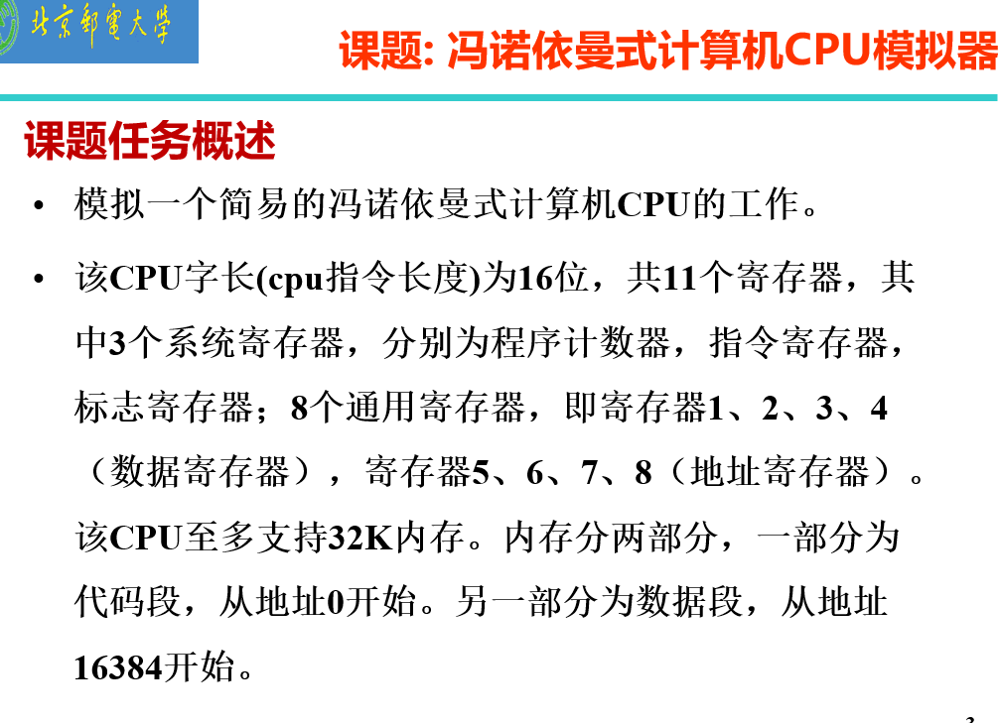 北京邮电大学
课题: 冯诺依曼式计算机CPU模拟器
课题任务概述
• 模拟一个简易的冯诺依曼式计算机CPU的工作。
• 该CPU字长(cpu指令长度)为16位，共11个寄存器，其
中3个系统寄存器，分别为程序计数器，指令寄存器，
标志寄存器；8个通用寄存器，即寄存器1、2、3、4
（数据寄存器），寄存器5、6、7、8（地址寄存器）。
该CPU至多支持32K内存。内存分两部分，一部分为
代码段，从地址0开始。另一部分为数据段，从地址
16384开始。